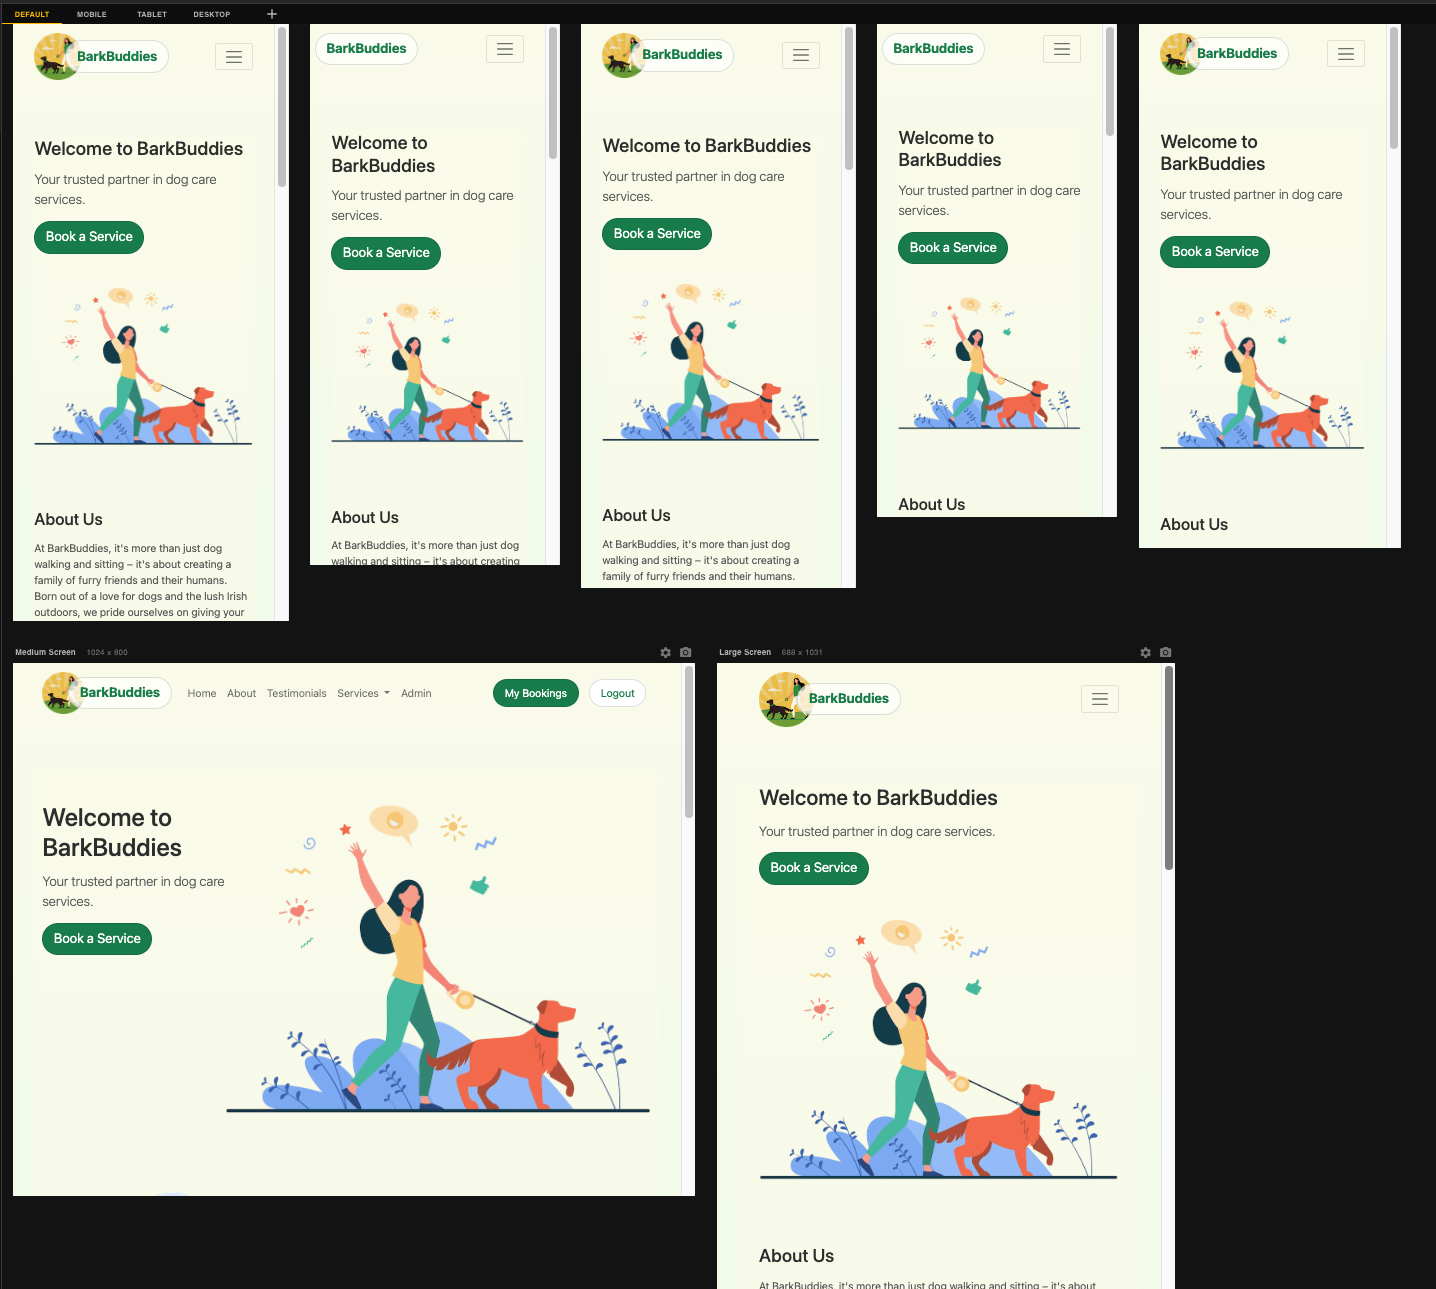 DEFAULT MOBILE TABLET DESKTOP
BarkBuddies
Welcome to BarkBuddies
Your trusted partner in dog care
services.
Book a Service
About Us
At BarkBuddies, it's more than just dog
walking and sitting – it's about creating a
family of furry friends and their humans.
Born out of a love for dogs and the lush Irish
outdoors, we pride ourselves on giving your
BarkBuddies
Welcome to
BarkBuddies
Your trusted partner in dog care
services.
Book a Service
About Us
At BarkBuddies, it's more than just dog
walking and sitting – it's about creating
BarkBuddies
Welcome to BarkBuddies
Your trusted partner in dog care
services.
Book a Service
About Us
At BarkBuddies, it's more than just dog
walking and sitting – it's about creating a
family of furry friends and their humans.
BarkBuddies
Welcome to
BarkBuddies
Your trusted partner in dog care
services.
Book a Service
About Us
BarkBuddies
Welcome to
BarkBuddies
Your trusted partner in dog care
services.
Book a Service
About Us
Medium Screen 1024 x 800
BarkBuddies Home About Testimonials Services Admin My Bookings Logout
Welcome to
BarkBuddies
Your trusted partner in dog care
services.
Book a Service
Large Screen 688 x 1031
BarkBuddies
Welcome to BarkBuddies
Your trusted partner in dog care services.
Book a Service
About Us
At BarkBuddies, it's more than just dog walking and sitting – it's about